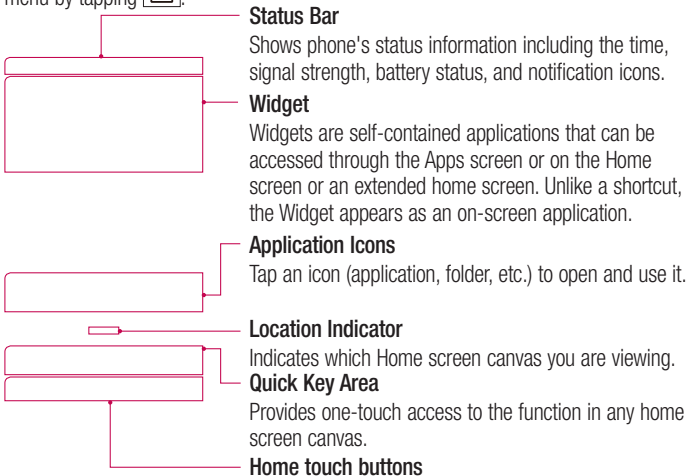 menu by tapping .
Status Bar
Shows phone's status information including the time,
signal strength, battery status, and notification icons.
Widget
Widgets are self-contained applications that can be
accessed through the Apps screen or on the Home
screen or an extended home screen. Unlike a shortcut,
the Widget appears as an on-screen application.
Application Icons
Tap an icon (application, folder, etc.) to open and use it.
Location Indicator
Indicates which Home screen canvas you are viewing.
Quick Key Area
Provides one-touch access to the function in any home
screen canvas.
Home touch buttons